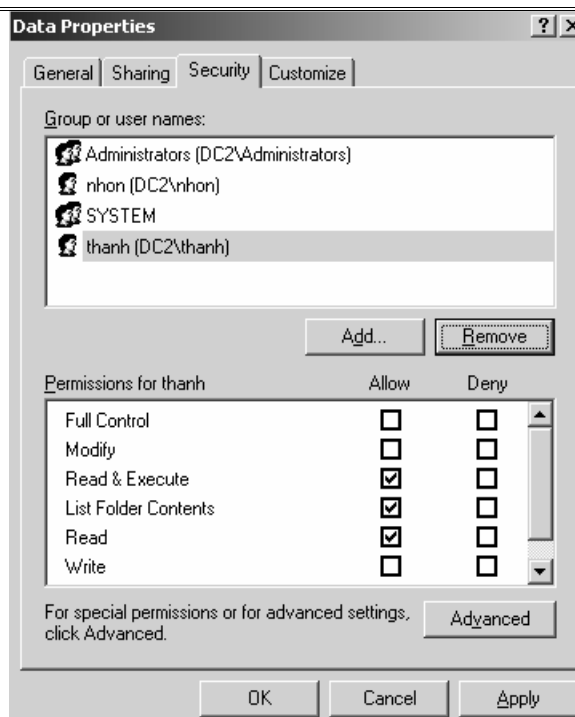 Data Properties
General Sharing Security Customize
Group or user names:
Administrators (DC2\Administrators)
nhon (DC2\nhon)
SYSTEM
thanh (DC2\thanh)
Add... Remove
Permissions for thanh Allow Deny
Full Control
Modify
Read & Execute
List Folder Contents
Read
Write
For special permissions or for advanced settings, Advanced
click Advanced.
OK Cancel Apply